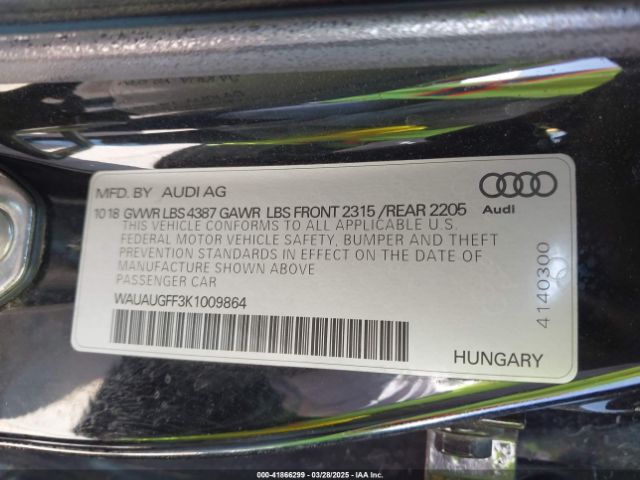 MFD. BY AUDI AG
10 18 GVWR LBS 4387 GAWR LBS FRONT 2315 /REAR 2205
THIS VEHICLE CONFORMS TO ALL APPLICABLE U.S.
FEDERAL MOTOR VEHICLE SAFETY, BUMPER AND THEFT
PREVENTION STANDARDS IN EFFECT ON THE DATE OF
MANUFACTURE SHOWN ABOVE
PASSENGER CAR
WAUAUGFF3K1009864
Audi
4140300
HUNGARY
000-41866299 | 03/28/2025 - IAA Inc.